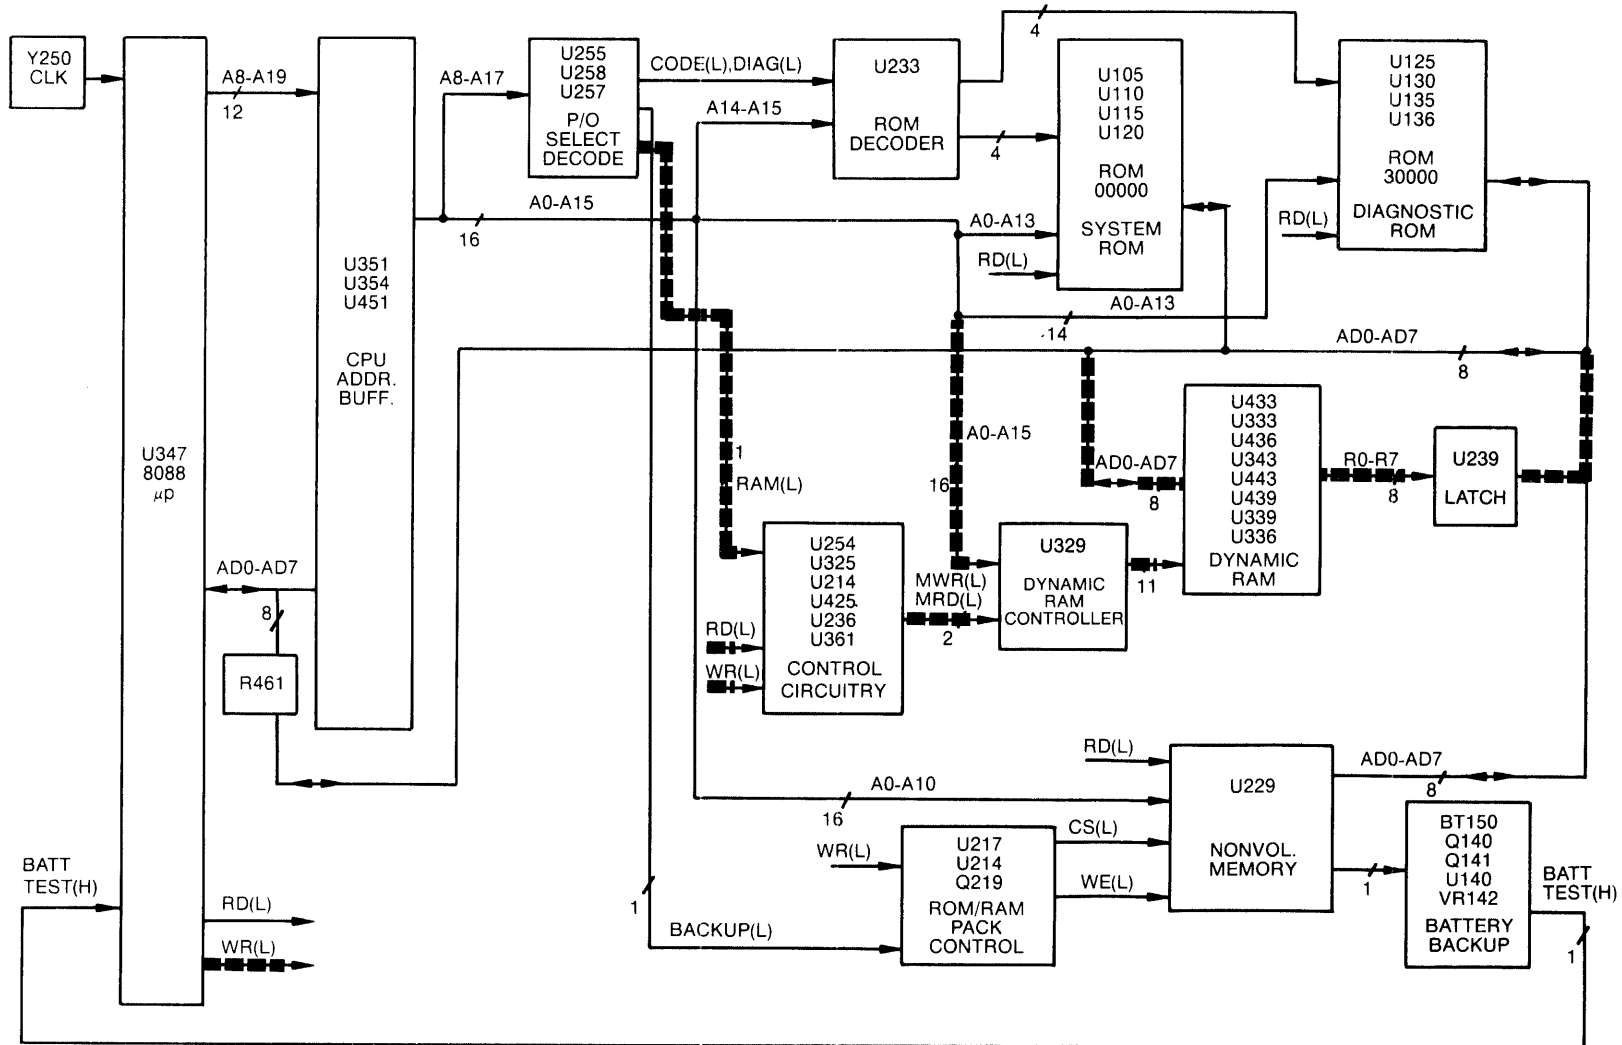 Y250
CLK
A8-A19
12
U347
8088
µp
AD0-AD7
8
R461
BATT
TEST(H)
RD(L)
WR(L)
U351
U354
U451
CPU
ADDR.
BUFF.
A8-A17
A0-A15
16
U255
U258
U257
P/O
SELECT
DECODE
CODE(L),DIAG(L)
A14-A15
U233
ROM
DECODER
4
4
U105
U110
U115
U120
ROM
00000
SYSTEM
ROM
A0-A13
RD(L)
U125
U130
U135
U136
ROM
30000
DIAGNOSTIC
ROM
RD(L)
A0-A13
14
AD0-AD7
8
1
RAM(L)
A0-A15
16
AD0-AD7
8
U433
U333
U436
U343
U443
U439
U339
U336
DYNAMIC
RAM
R0-R7
8
U239
LATCH
U254
U325
U214
U425
U236
U361
CONTROL
CIRCUITRY
RD(L)
WR(L)
MWR(L)
MRD(L)
2
U329
DYNAMIC
RAM
CONTROLLER
11
RD(L)
A0-A10
16
WR(L)
1
BACKUP(L)
U217
U214
Q219
ROM/RAM
PACK
CONTROL
CS(L)
WE(L)
U229
NONVOL.
MEMORY
AD0-AD7
8
1
BT150
Q140
Q141
U140
VR142
BATTERY
BACKUP
BATT
TEST(H)
1